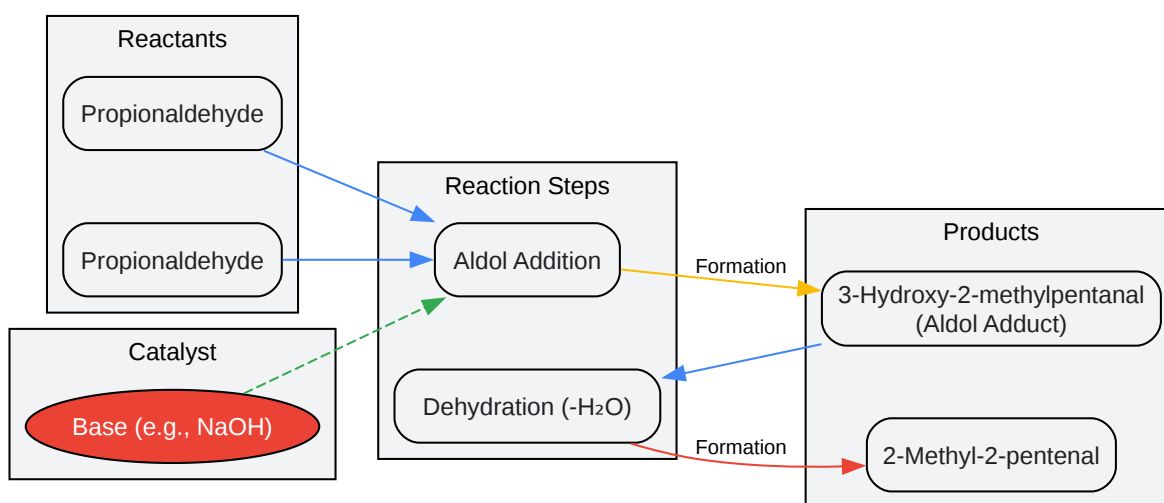 Reactants
Propionaldehyde
Propionaldehyde
Catalyst
Base (e.g., NaOH)
Reaction Steps
Aldol Addition
Dehydration (-H₂O)
Formation
Formation
Products
3-Hydroxy-2-methylpentanal
(Aldol Adduct)
2-Methyl-2-pentenal